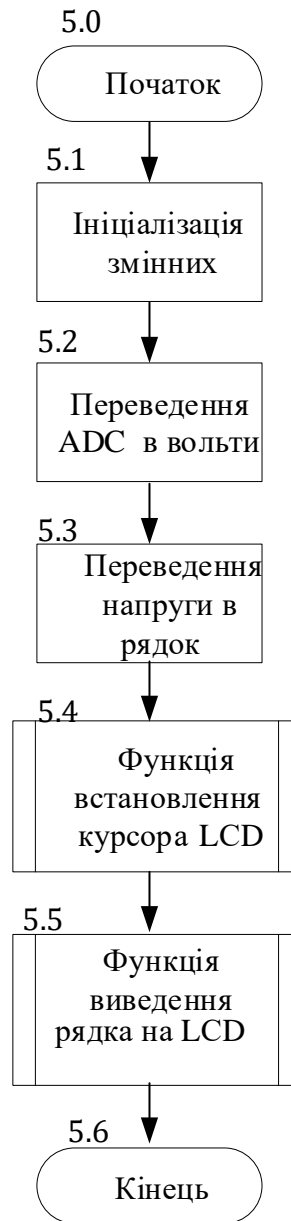 5.0
Початок
5.1
Ініціалізація
змінних
5.2
Переведення
ADC в вольти
5.3
Переведення
напруги в
рядок
5.4
Функція
встановлення
курсора LCD
5.5
Функція
виведення
рядка на LCD
5.6
Кінець